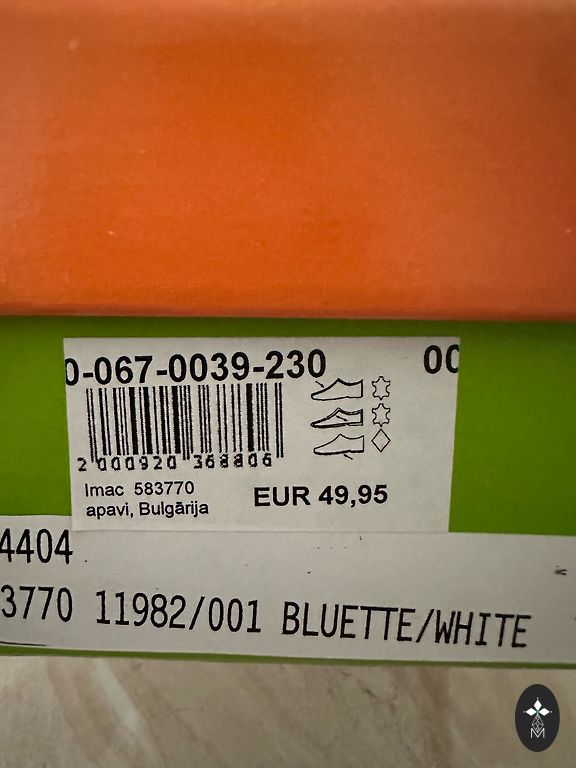 0-067-0039-230 00
2 000920 368806
Imac 583770
apavi, Bulgārija
EUR 49,95
4404
3770 11982/001 BLUETTE/WHITE
M